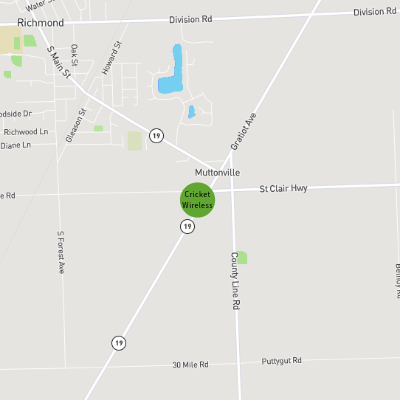 Water St
Richmond
Division Rd
Division Rd
S Main St
Oak St
Howard St
Gleason St
Gratiot Ave
odside Dr
Richwood Ln
Diane Ln
19
Muttonville
e Rd
Cricket
Wireless
St Clair Hwy
19
S Forest Ave
County Line Rd
19
30 Mile Rd
Puttygut Rd